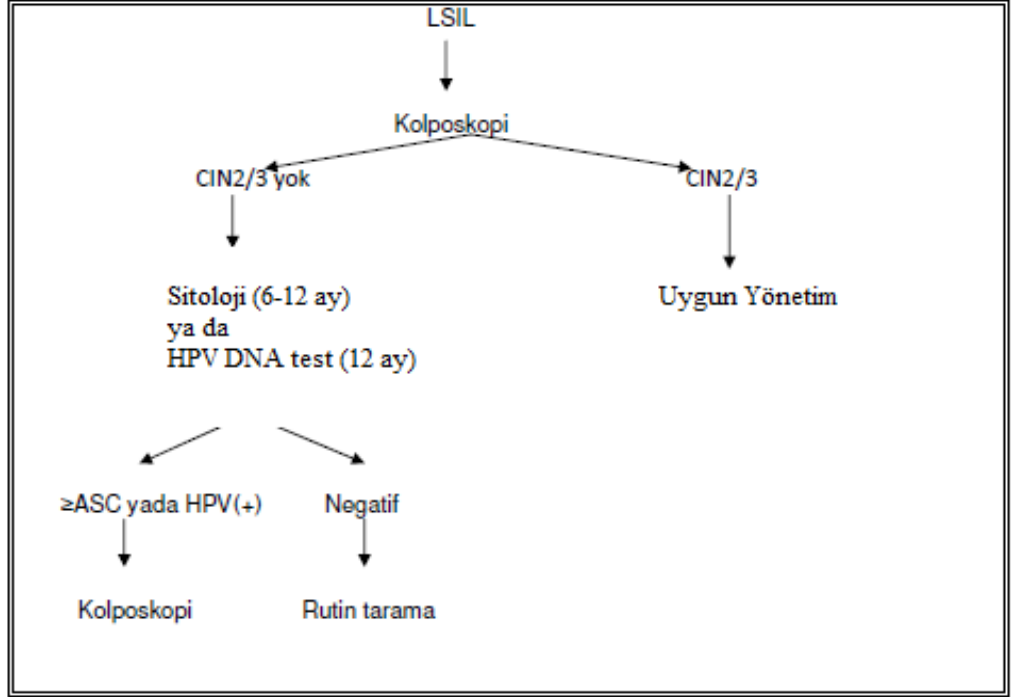 LSIL
Kolposkopi
CIN2/3 yok
CIN2/3
Sitoloji (6-12 ay)
ya da
HPV DNA test (12 ay)
Uygun Yönetim
≥ASC yada HPV(+)
Negatif
Kolposkopi
Rutin tarama